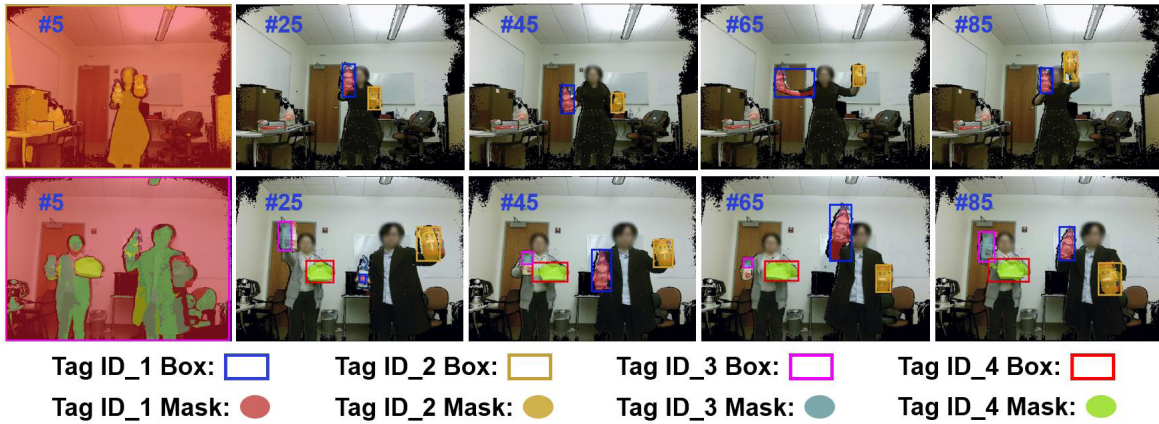 #5 #25 #45 #65 #85
#5 #25 #45 #65 #85
Tag ID_1 Box: Tag ID_2 Box: Tag ID_3 Box: Tag ID_4 Box:
Tag ID_1 Mask: Tag ID_2 Mask: Tag ID_3 Mask: Tag ID_4 Mask: